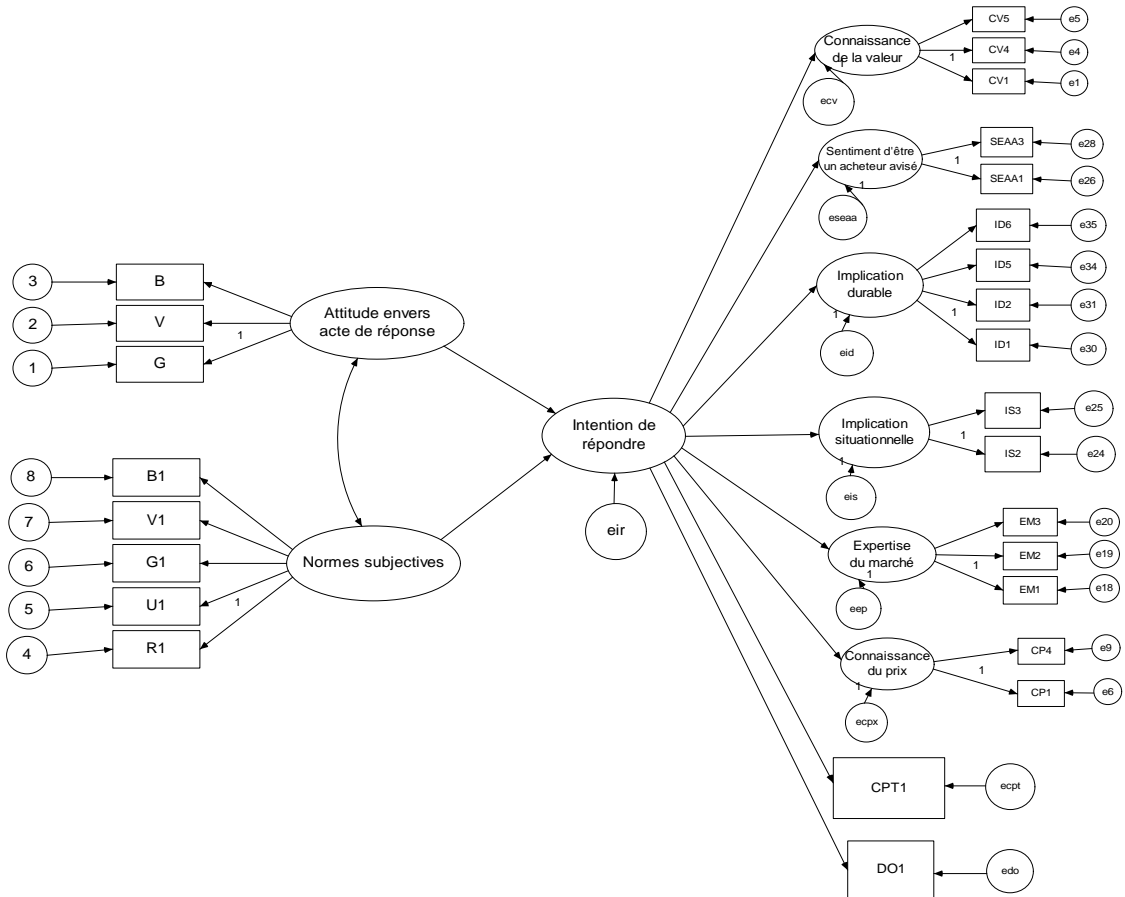 Connaissance
de la valeur
1
ecv
CV5
e5
CV4
e4
1
CV1
e1
Sentiment d'être
un acheteur avisé
1
eseaa
SEAA3
e28
1
SEAA1
e26
Implication
durable
1
eid
ID6
e35
ID5
e34
ID2
e31
1
ID1
e30
3
B
2
V
1
1
G
Attitude envers
acte de réponse
Intention de
répondre
eir
Implication
situationnelle
1
eis
IS3
e25
1
IS2
e24
8
B1
7
V1
6
G1
5
U1
1
4
R1
Normes subjectives
Expertise
du marché
1
eep
EM3
e20
EM2
e19
1
EM1
e18
Connaissance
du prix
1
ecpx
CP4
e9
1
CP1
e6
CPT1
ecpt
DO1
edo